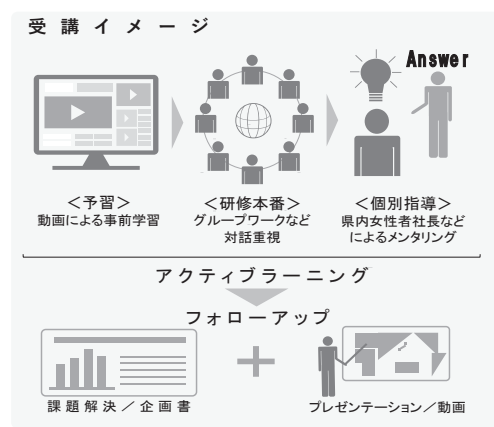 受講イメージ
Answer
＜予習＞
動画による事前学習
＜研修本番＞
グループワークなど
対話重視
＜個別指導＞
県内女性者社長など
によるメンタリング
アクティブラーニング
フォローアップ
課題解決／企画書
プレゼンテーション／動画